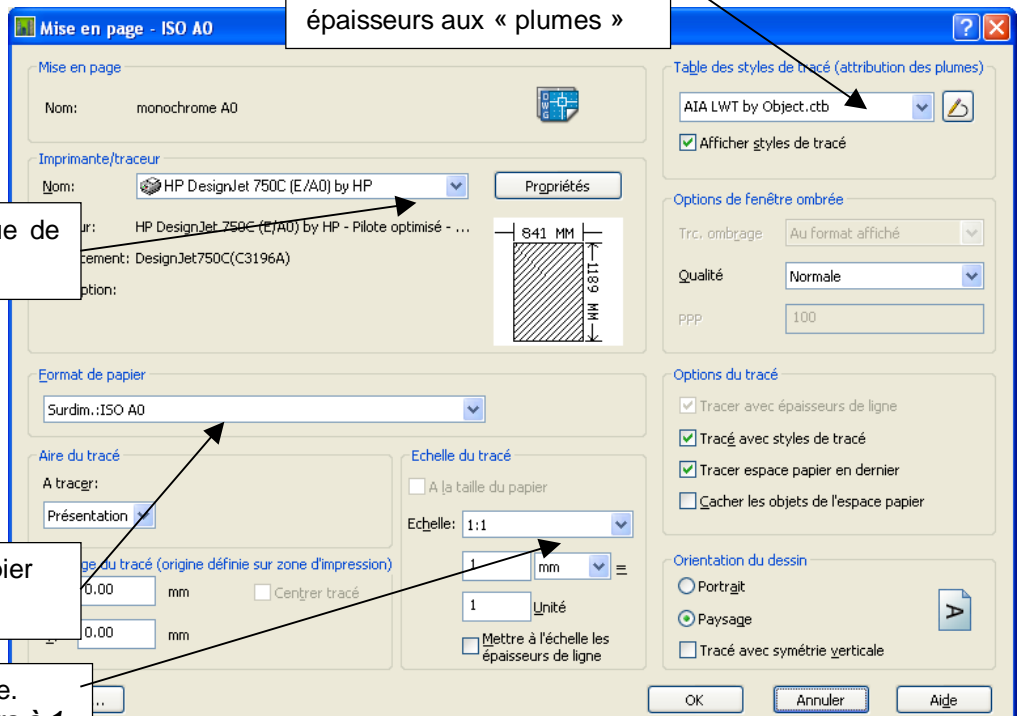 épaisseurs aux « plumes »
Mise en page - ISO A0
Mise en page
Nom: monochrome A0
Imprimante/traceur
Nom: HP DesignJet 750C (E/A0) by HP
Propriétés
ue de
ur: HP DesignJet 750C (E/A0) by HP - Pilote optimisé - ...
cement: DesignJet750C(C3196A)
ption:
841 MM
1189 MM
Format de papier
Surdim.:ISO A0
Aire du tracé
A tracer:
Présentation
pier
ge du tracé (origine définie sur zone d'impression)
0.00 mm
Centrer tracé
0.00 mm
Echelle du tracé
A la taille du papier
Echelle: 1:1
1 mm =
1 Unité
Mettre à l'échelle les
épaisseurs de ligne
e.
re à 1
...
Table des styles de tracé (attribution des plumes)
AIA LWT by Object.ctb
Afficher styles de tracé
Options de fenêtre ombrée
Trc. ombrage Au format affiché
Qualité Normale
PPP 100
Options du tracé
Tracer avec épaisseurs de ligne
Tracé avec styles de tracé
Tracer espace papier en dernier
Cacher les objets de l'espace papier
Orientation du dessin
Portrait
Paysage
Tracé avec symétrie verticale
A
OK
Annuler
Aide